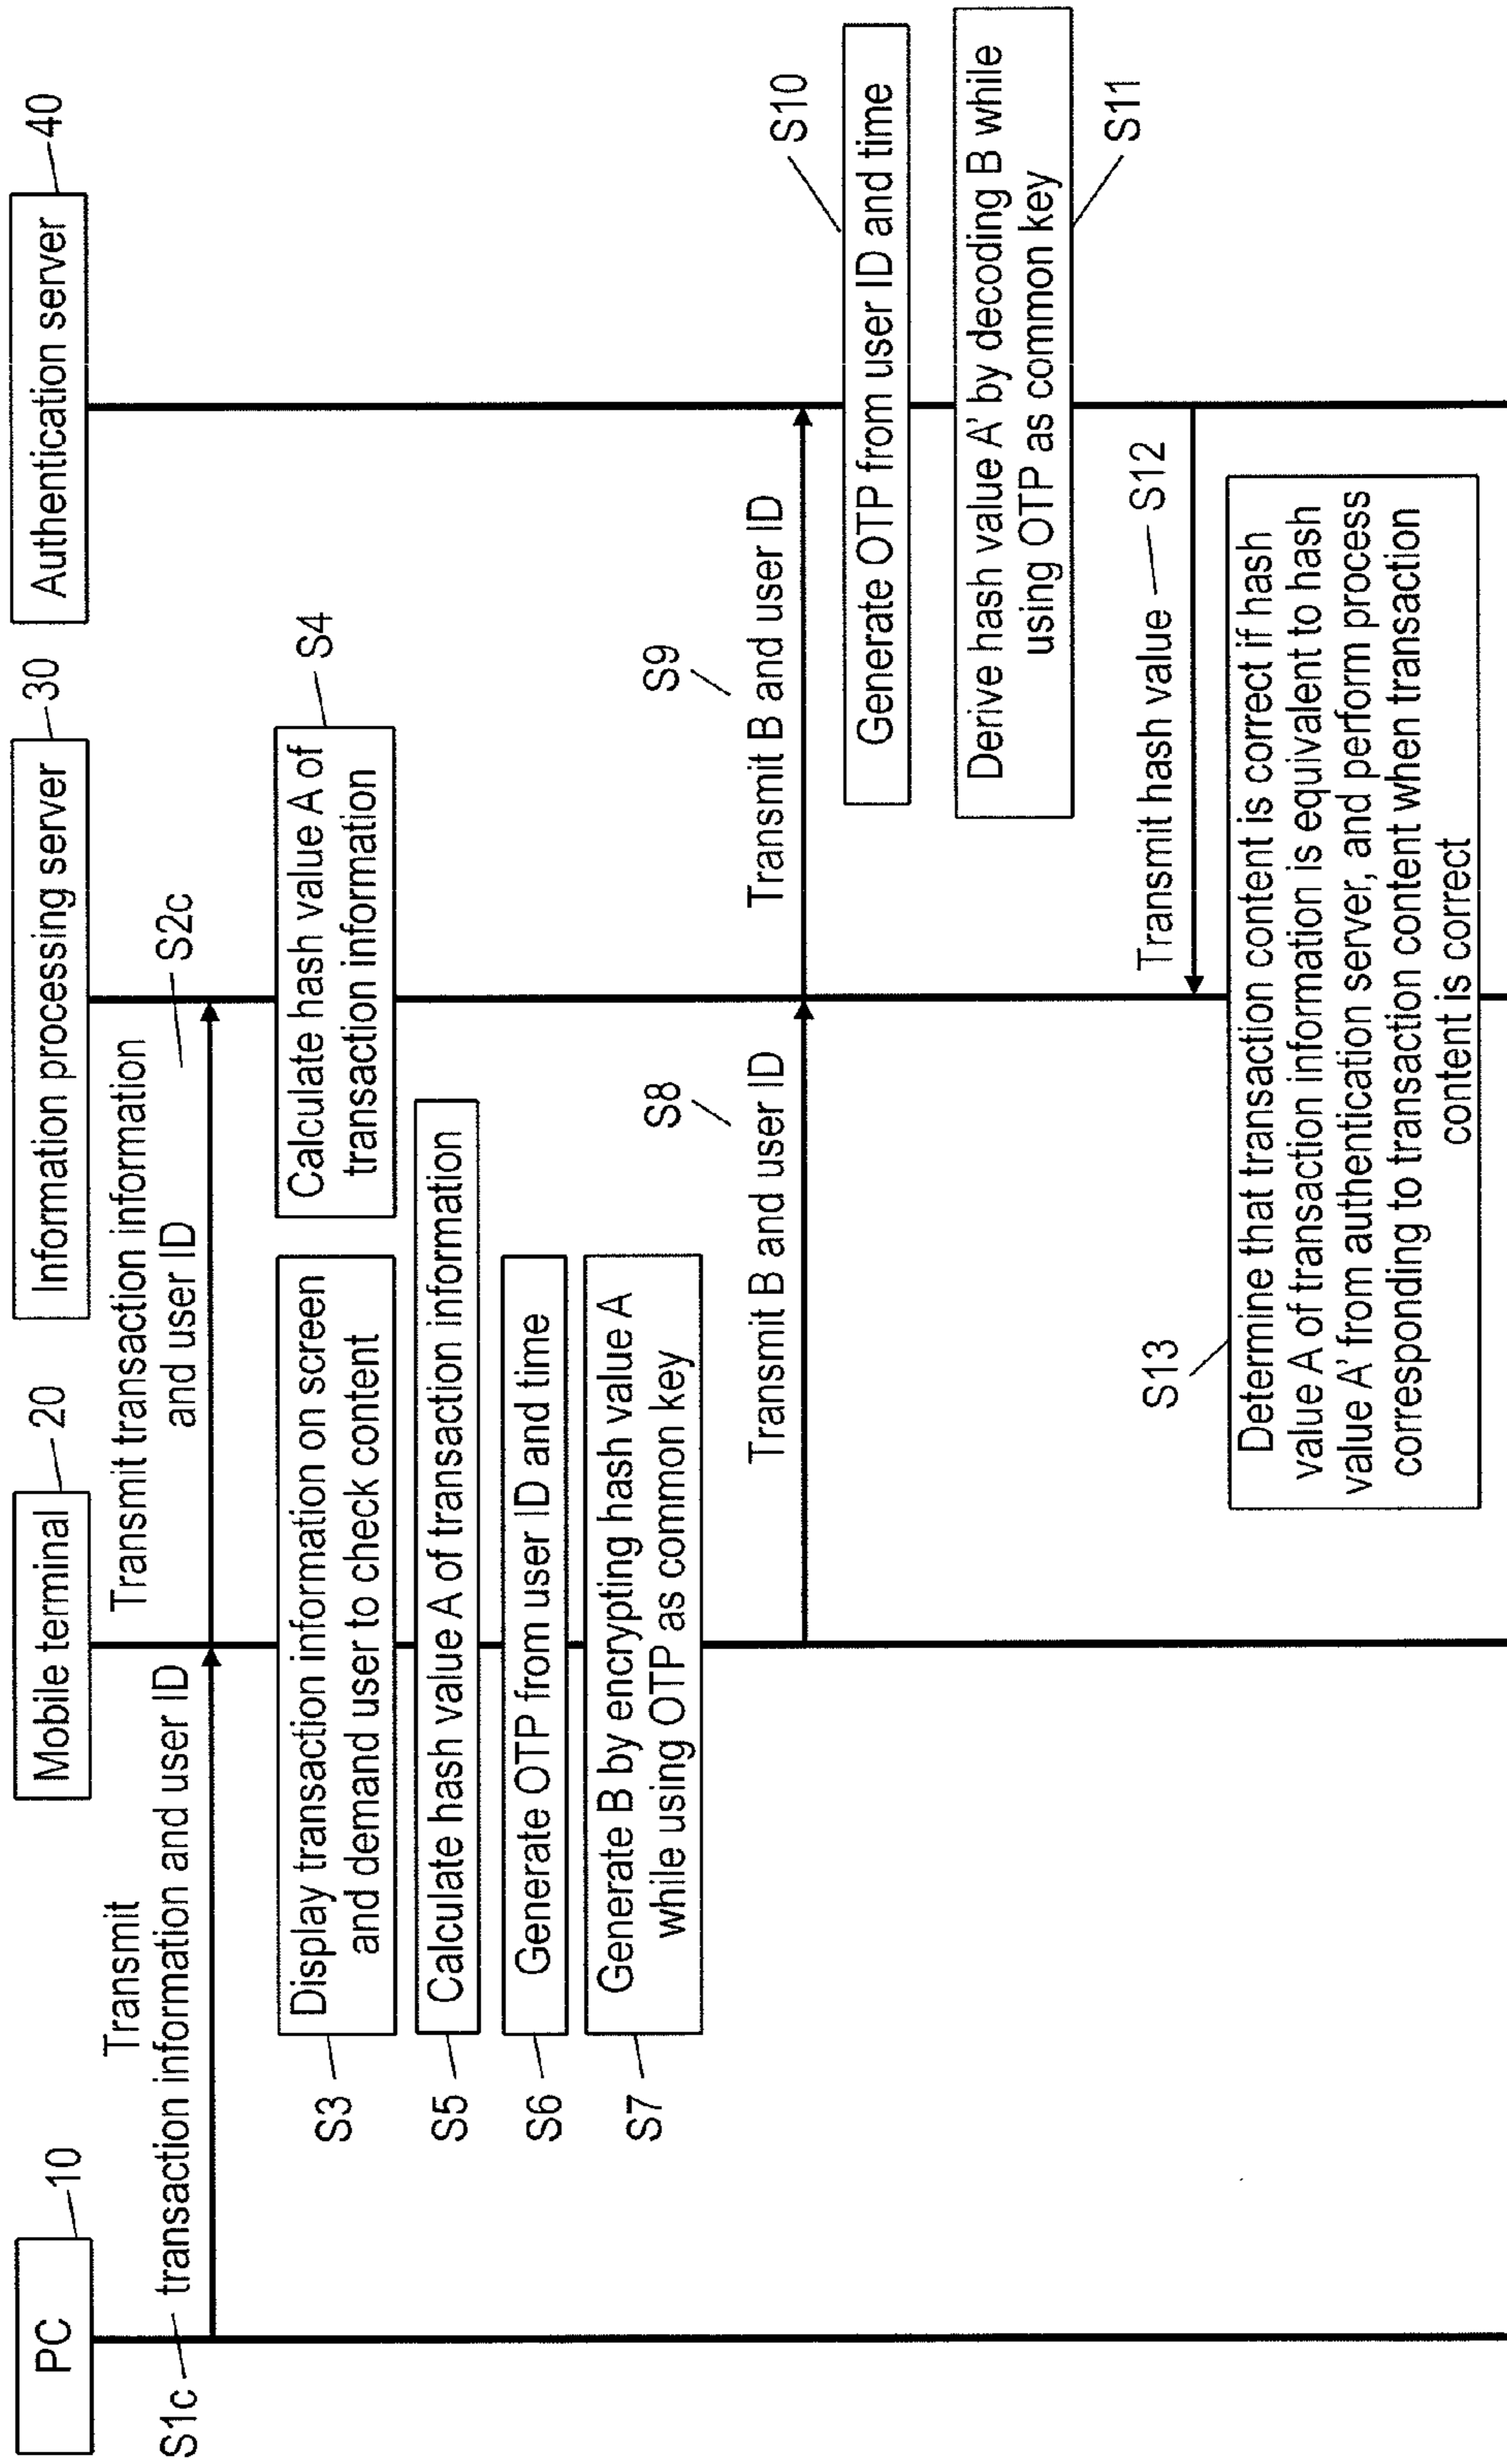 PC
10
Mobile terminal
20
Information processing server
30
Authentication server
40
S1c
Transmit
transaction information and user ID
Transmit transaction information
and user ID
S2c
S3
Display transaction information on screen
and demand user to check content
Calculate hash value A of
transaction information
S4
S5
Calculate hash value A of transaction information
S6
Generate OTP from user ID and time
S7
Generate B by encrypting hash value A
while using OTP as common key
S8
Transmit B and user ID
S9
Transmit B and user ID
S10
Generate OTP from user ID and time
Derive hash value A' by decoding B while
using OTP as common key
S11
Transmit hash value
S12
S13
Determine that transaction content is correct if hash
value A of transaction information is equivalent to hash
value A' from authentication server, and perform process
corresponding to transaction content when transaction
content is correct